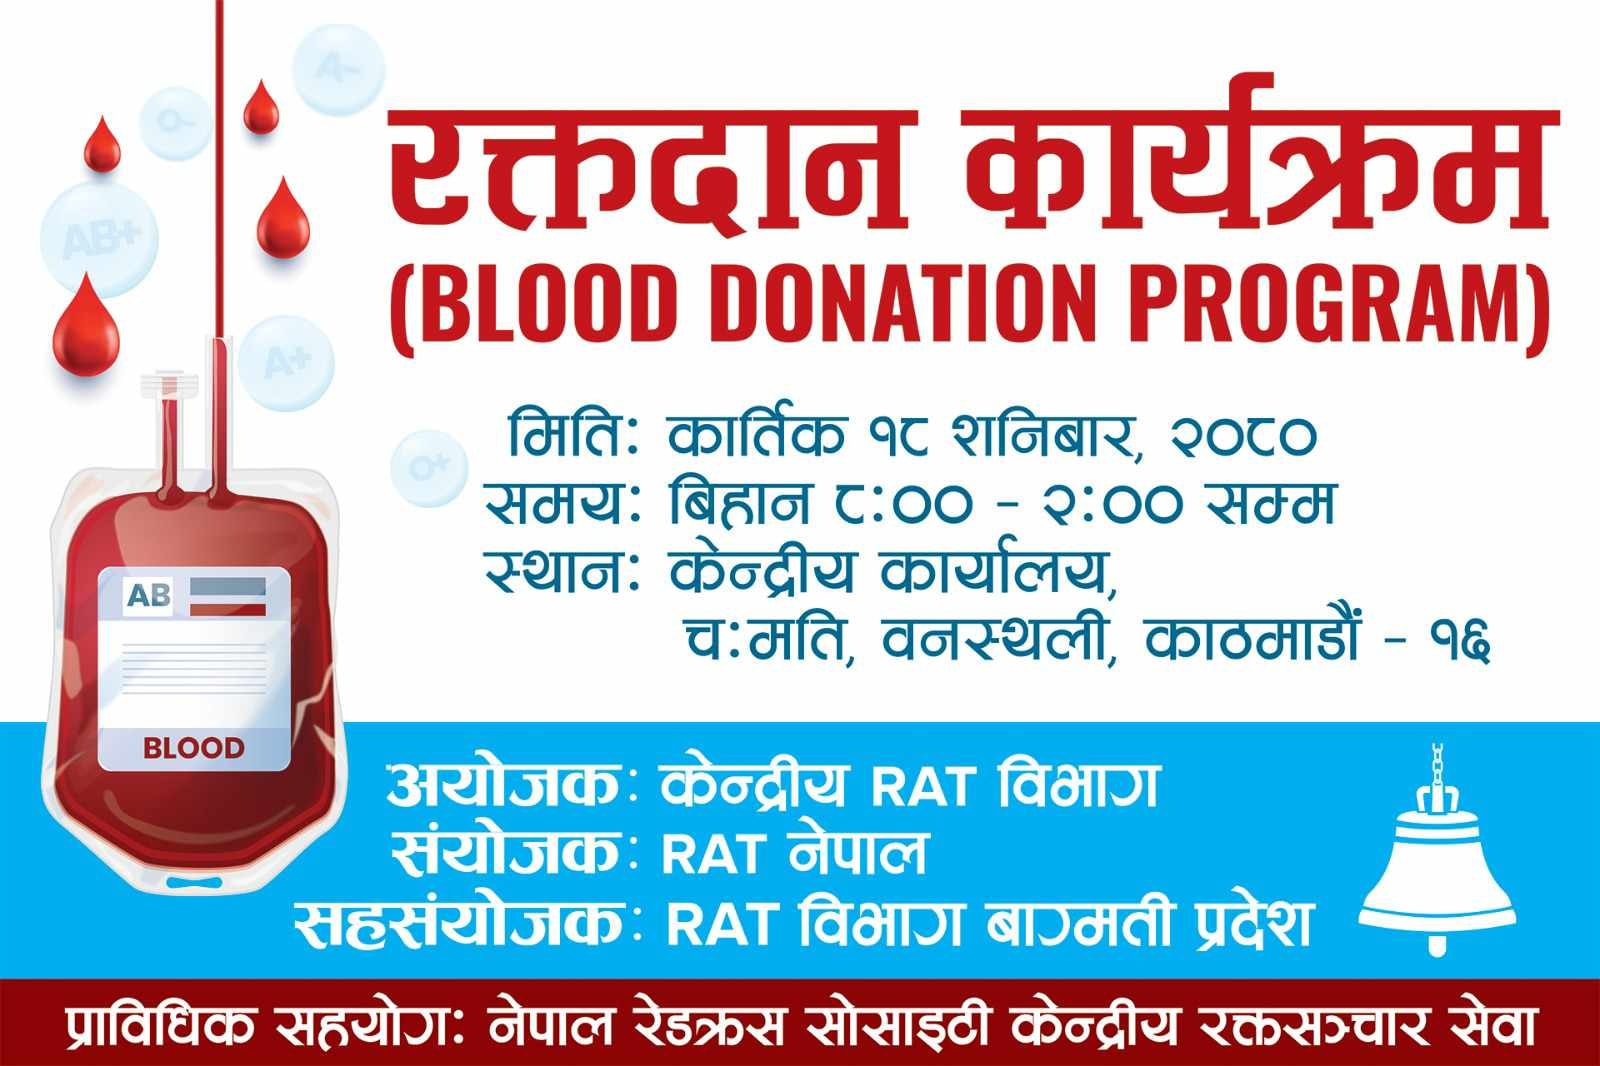 A-
O-
AB+
A+
O+
रक्तदान कार्यक्रम
(BLOOD DONATION PROGRAM)
मिति: कार्तिक १८ शनिबार, २०८०
समय: बिहान ८:०० - २:०० सम्म
स्थान: केन्द्रीय कार्यालय,
च:मति, वनस्थली, काठमाडौं - १६
AB
BLOOD
अयोजक: केन्द्रीय RAT विभाग
संयोजक: RAT नेपाल
सहसंयोजक: RAT विभाग बागमती प्रदेश
प्राविधिक सहयोग: नेपाल रेडक्रस सोसाइटी केन्द्रीय रक्तसञ्चार सेवा